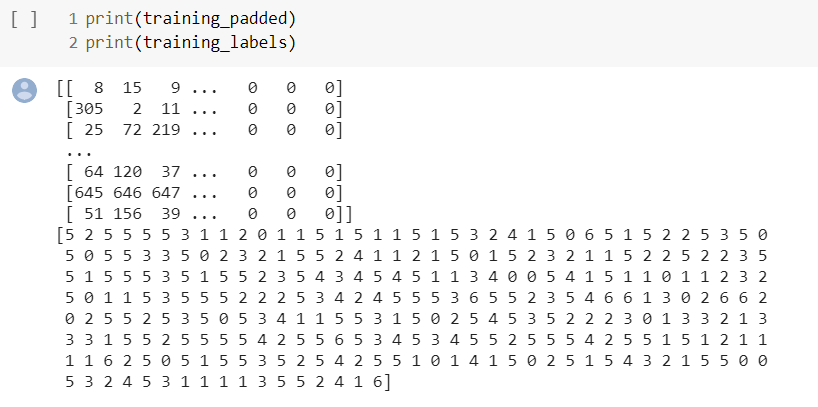 [ ] 1 print(training_padded)
2 print(training_labels)
[[ 8 15 9 ... 0 0 0]
[305 2 11 ... 0 0 0]
[ 25 72 219 ... 0 0 0]
...
[ 64 120 37 ... 0 0 0]
[645 646 647 ... 0 0 0]
[ 51 156 39 ... 0 0 0]]
[5 2 5 5 5 5 3 1 1 2 0 1 1 5 1 5 1 1 5 1 5 3 2 4 1 5 0 6 5 1 5 2 2 5 3 5 0
5 0 5 5 3 3 5 0 2 3 2 1 5 5 2 4 1 1 2 1 5 0 1 5 2 3 2 1 1 5 2 2 5 2 2 3 5
5 1 5 5 5 3 5 1 5 5 2 3 5 4 3 4 5 4 5 1 1 3 4 0 0 5 4 1 5 1 1 0 1 1 2 3 2
5 0 1 1 5 3 5 5 5 2 2 2 5 3 4 2 4 5 5 5 3 6 5 5 2 3 5 4 6 6 1 3 0 2 6 6 2
0 2 5 5 2 5 3 5 0 5 3 4 1 1 5 5 3 1 5 0 2 5 4 5 3 5 2 2 2 3 0 1 3 3 2 1 3
3 3 1 5 5 2 5 5 5 5 4 2 5 5 6 5 3 4 5 3 4 5 5 2 5 5 5 4 2 5 5 1 5 1 2 1 1
1 1 6 2 5 0 5 1 5 5 3 5 2 5 4 2 5 5 1 0 1 4 1 5 0 2 5 1 5 4 3 2 1 5 5 0 0
5 3 2 4 5 3 1 1 1 1 3 5 5 2 4 1 6]